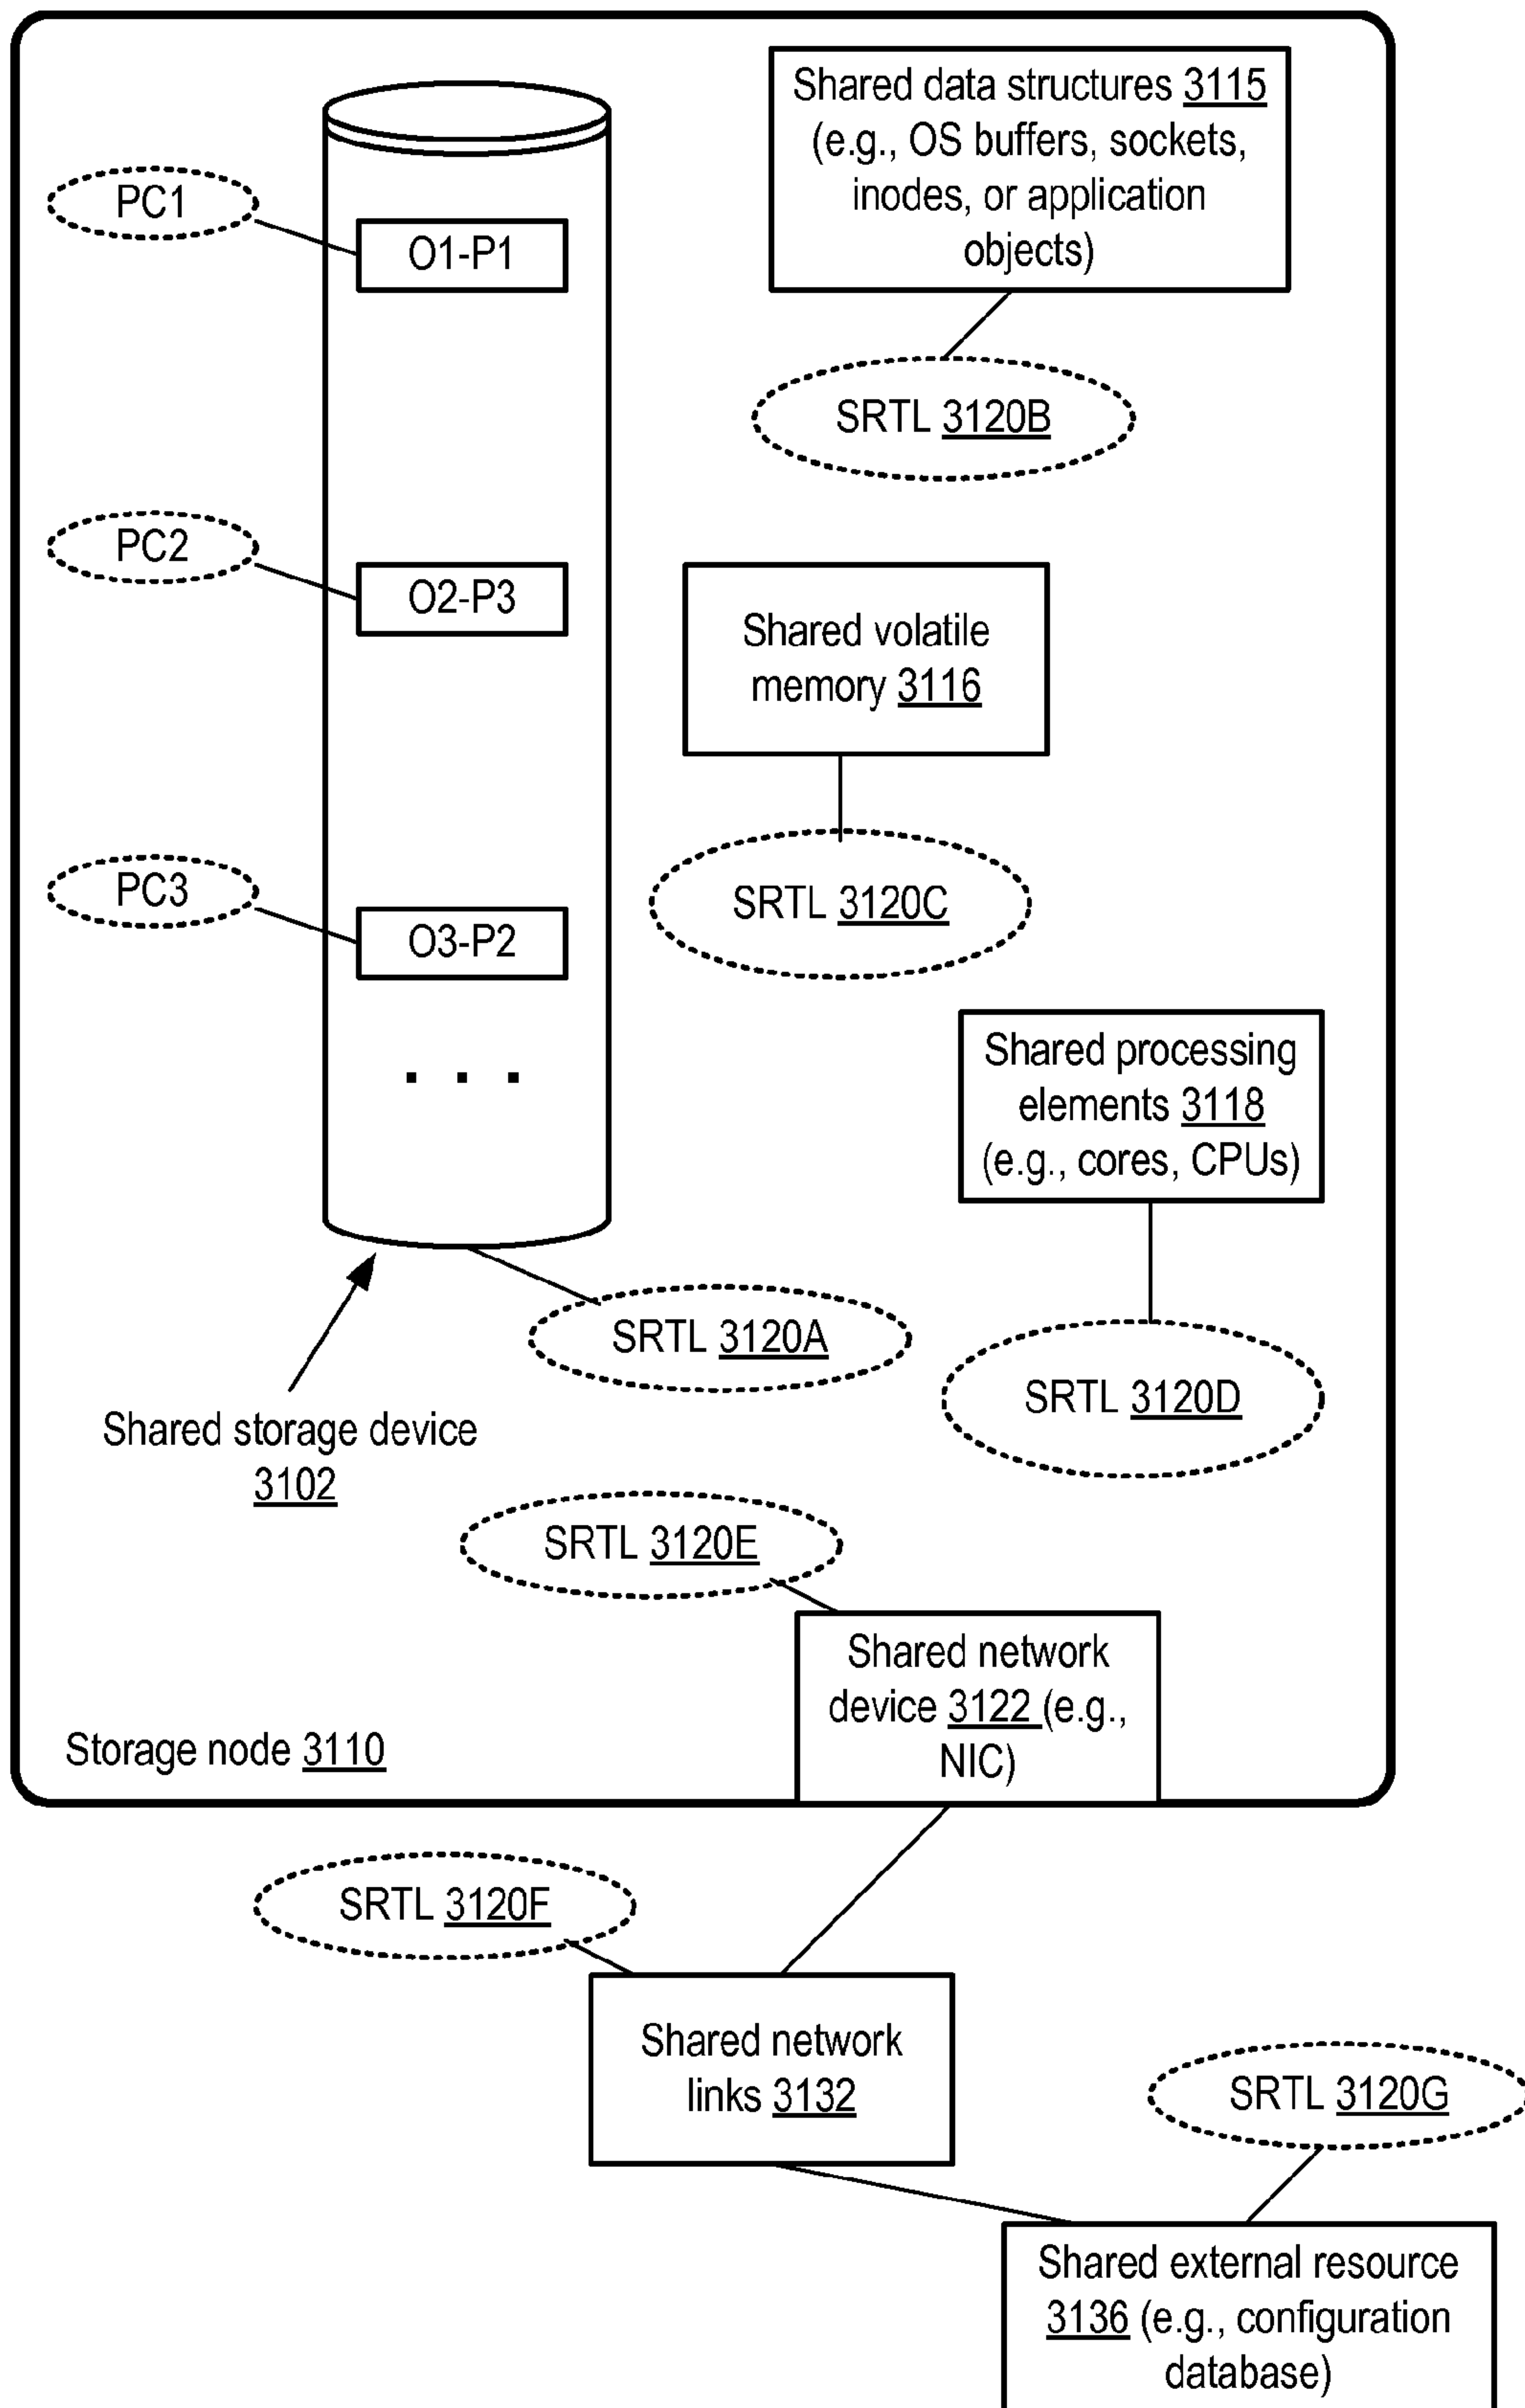 Shared data structures 3115
(e.g., OS buffers, sockets,
inodes, or application
objects)
PC1
O1-P1
SRTL 3120B
PC2
O2-P3
Shared volatile
memory 3116
PC3
O3-P2
SRTL 3120C
. . .
Shared processing
elements 3118
(e.g., cores, CPUs)
SRTL 3120A
SRTL 3120D
Shared storage device
3102
SRTL 3120E
Shared network
device 3122 (e.g.,
NIC)
Storage node 3110
SRTL 3120F
Shared network
links 3132
SRTL 3120G
Shared external resource
3136 (e.g., configuration
database)